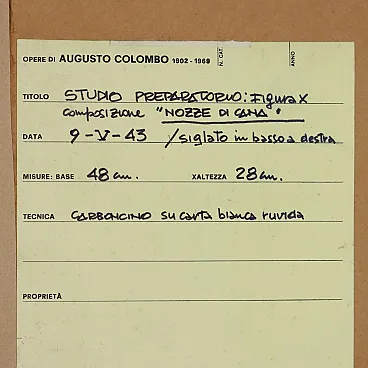 OPERE DI AUGUSTO COLOMBO 1902-1969
N. CAT.
ANNO
TITOLO STUDIO PREPARATORIO: Figura X
composizione "NOZZE DI CANA"
DATA 9-V-43 / siglato in basso a destra
MISURE: BASE 48 cm. XALTEZZA 28 cm.
TECNICA CARBONCINO su carta bianca ruvida
PROPRIETÀ